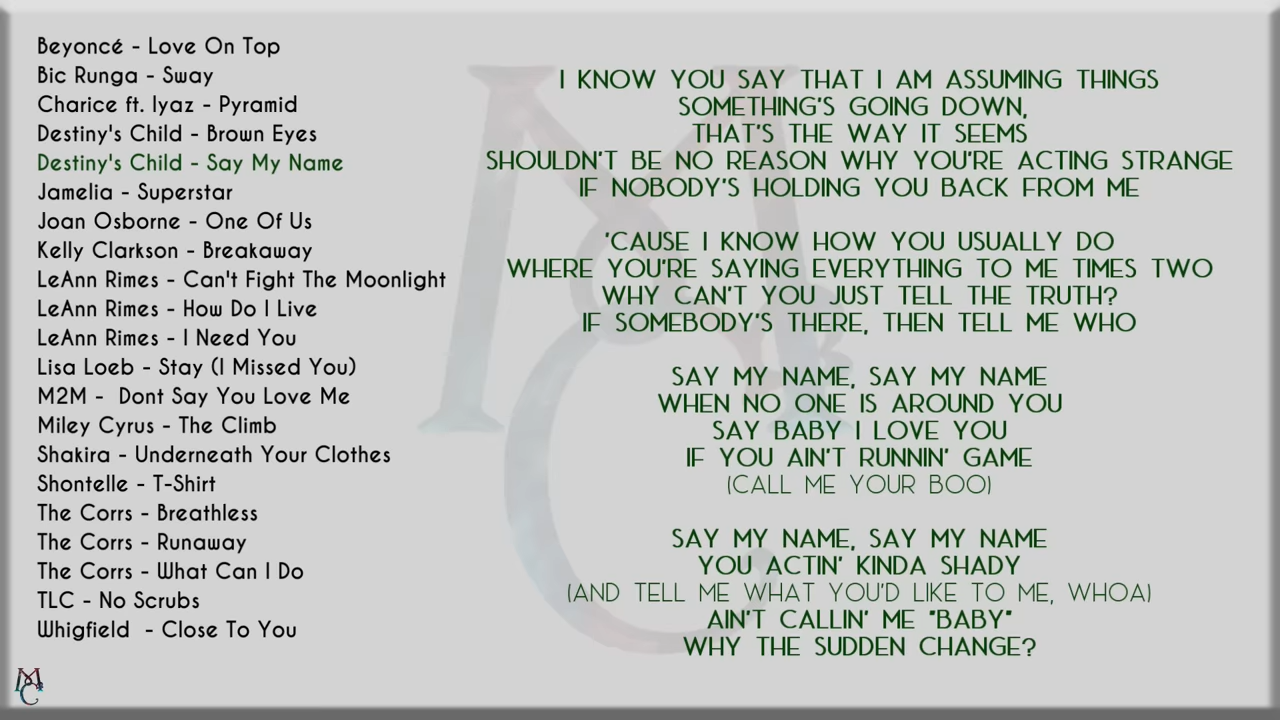 Beyoncé - Love On Top
Bic Runga - Sway
Charice ft. Iyaz - Pyramid
Destiny's Child - Brown Eyes
Destiny's Child - Say My Name
Jamelia - Superstar
Joan Osborne - One Of Us
Kelly Clarkson - Breakaway
LeAnn Rimes - Can't Fight The Moonlight
LeAnn Rimes - How Do I Live
LeAnn Rimes - I Need You
Lisa Loeb - Stay (I Missed You)
M2M -  Dont Say You Love Me
Miley Cyrus - The Climb
Shakira - Underneath Your Clothes
Shontelle - T-Shirt
The Corrs - Breathless
The Corrs - Runaway
The Corrs - What Can I Do
TLC - No Scrubs
Whigfield  - Close To You
I KNOW YOU SAY THAT I AM ASSUMING THINGS
SOMETHING'S GOING DOWN,
THAT'S THE WAY IT SEEMS
SHOULDN'T BE NO REASON WHY YOU'RE ACTING STRANGE
IF NOBODY'S HOLDING YOU BACK FROM ME
'CAUSE I KNOW HOW YOU USUALLY DO
WHERE YOU'RE SAYING EVERYTHING TO ME TIMES TWO
WHY CAN'T YOU JUST TELL THE TRUTH?
IF SOMEBODY'S THERE, THEN TELL ME WHO
SAY MY NAME, SAY MY NAME
WHEN NO ONE IS AROUND YOU
SAY BABY I LOVE YOU
IF YOU AIN'T RUNNIN' GAME
(CALL ME YOUR BOO)
SAY MY NAME, SAY MY NAME
YOU ACTIN' KINDA SHADY
(AND TELL ME WHAT YOU'D LIKE TO ME, WHOA)
AIN'T CALLIN' ME "BABY"
WHY THE SUDDEN CHANGE?
MC